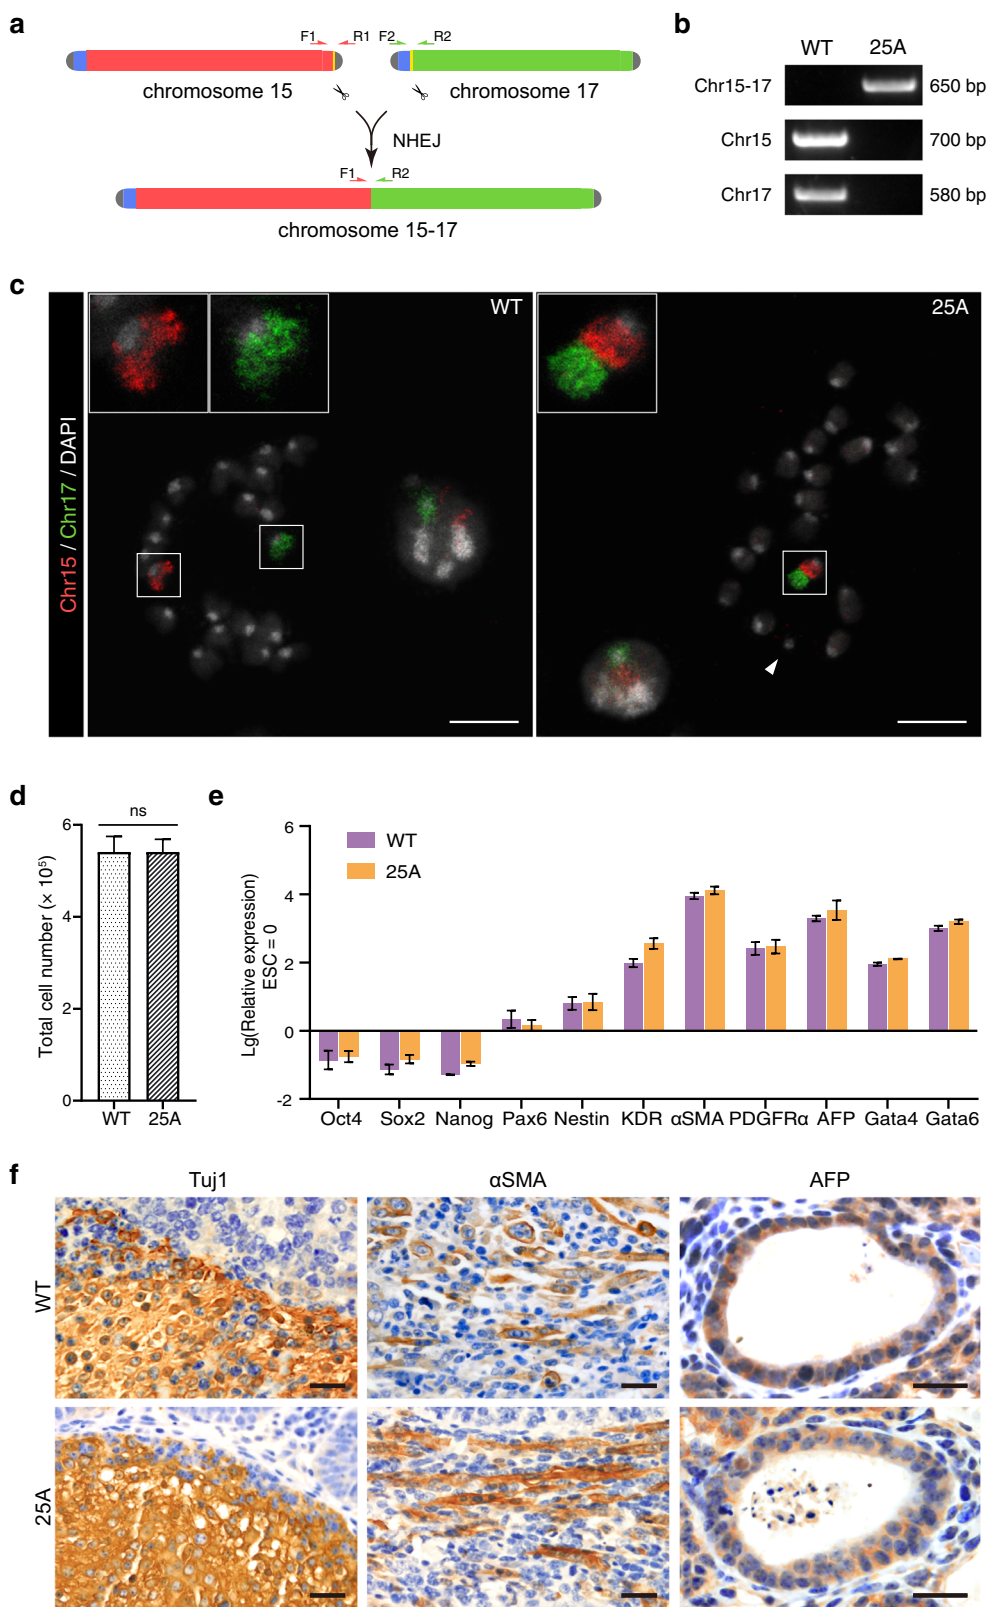 a
F1 R1 F2 R2
chromosome 15 chromosome 17
NHEJ
F1 R2
chromosome 15-17
b
WT 25A
Chr15-17 650 bp
Chr15 700 bp
Chr17 580 bp
c
Chr15 / Chr17 / DAPI
WT
25A
d
ns
Total cell number (× 10⁵)
6
4
2
0
WT 25A
e
Lg(Relative expression)
ESC = 0
6
4
2
0
-2
WT
25A
Oct4 Sox2 Nanog Pax6 Nestin KDR αSMA PDGFRα AFP Gata4 Gata6
f
Tuj1 αSMA AFP
WT
25A